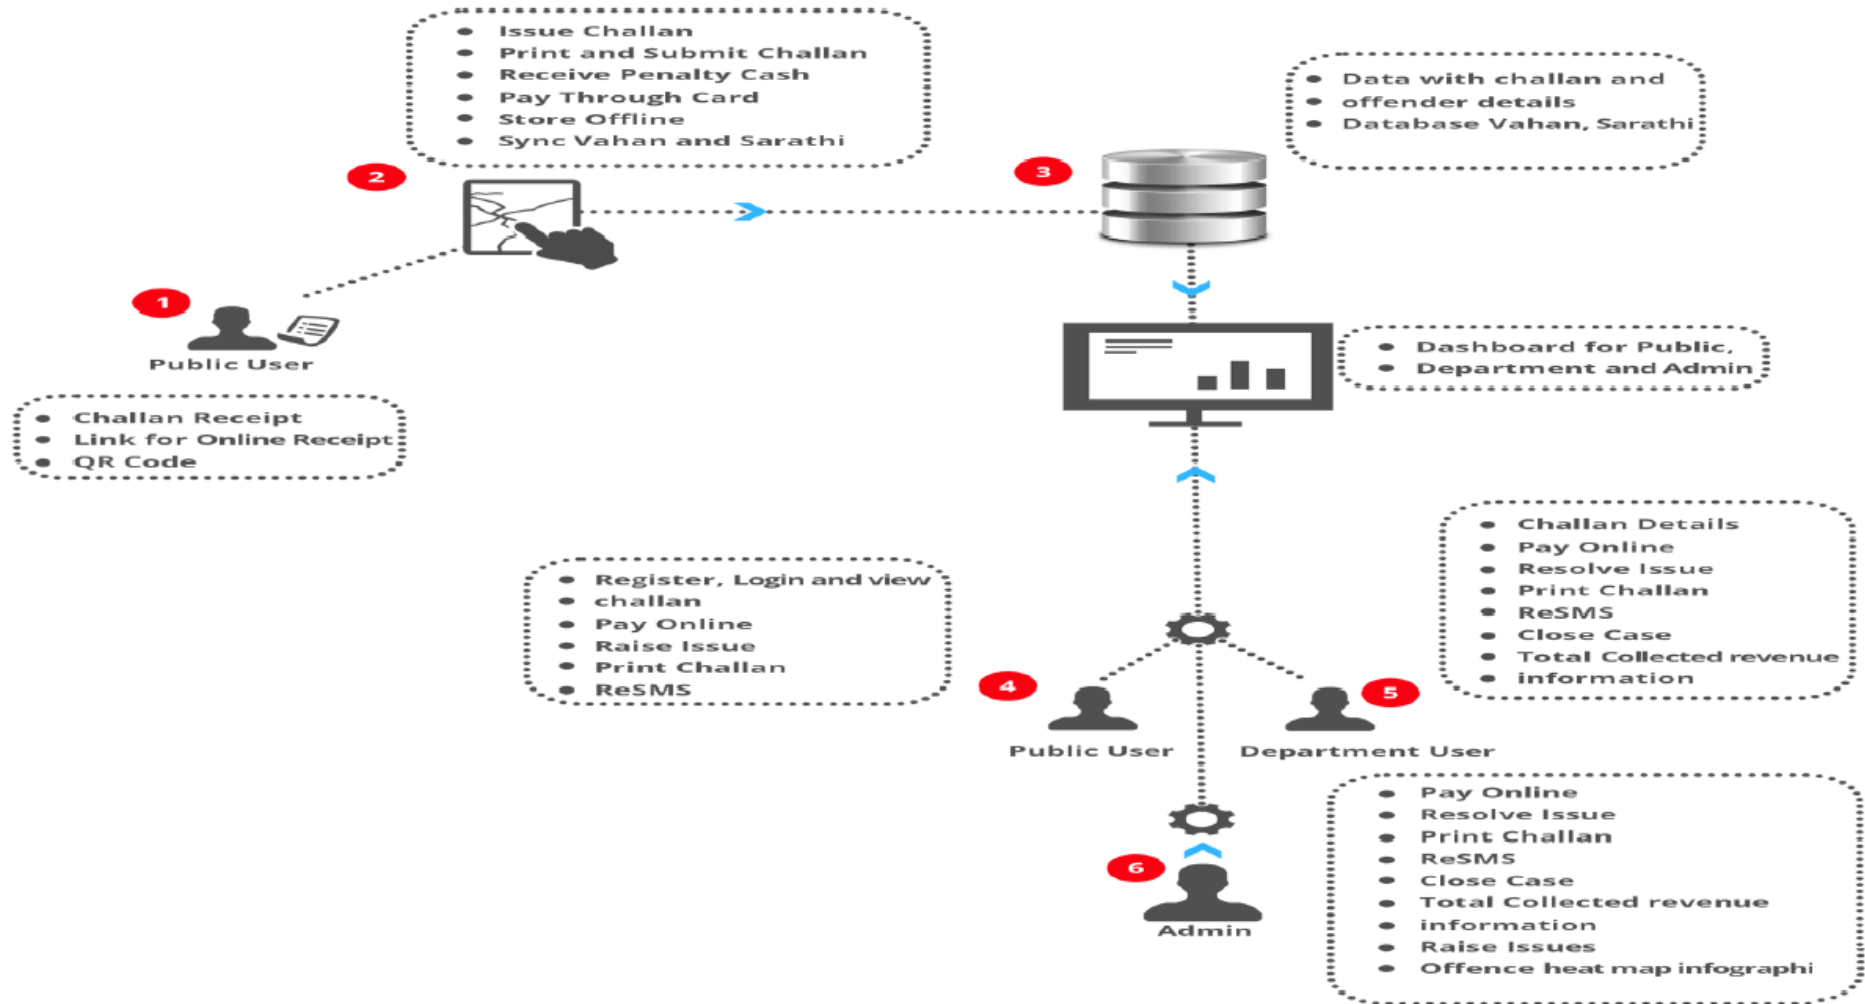 Issue Challan
Print and Submit Challan
Receive Penalty Cash
Pay Through Card
Store Offline
Sync Vahan and Sarathi
2
Data with challan and
offender details
Database Vahan, Sarathi
3
1
Public User
Challan Receipt
Link for Online Receipt
QR Code
Dashboard for Public,
Department and Admin
Register, Login and view
challan
Pay Online
Raise Issue
Print Challan
ReSMS
4
Public User
Challan Details
Pay Online
Resolve Issue
Print Challan
ReSMS
Close Case
Total Collected revenue
information
5
Department User
6
Admin
Pay Online
Resolve Issue
Print Challan
ReSMS
Close Case
Total Collected revenue
information
Raise Issues
Offence heat map infographi